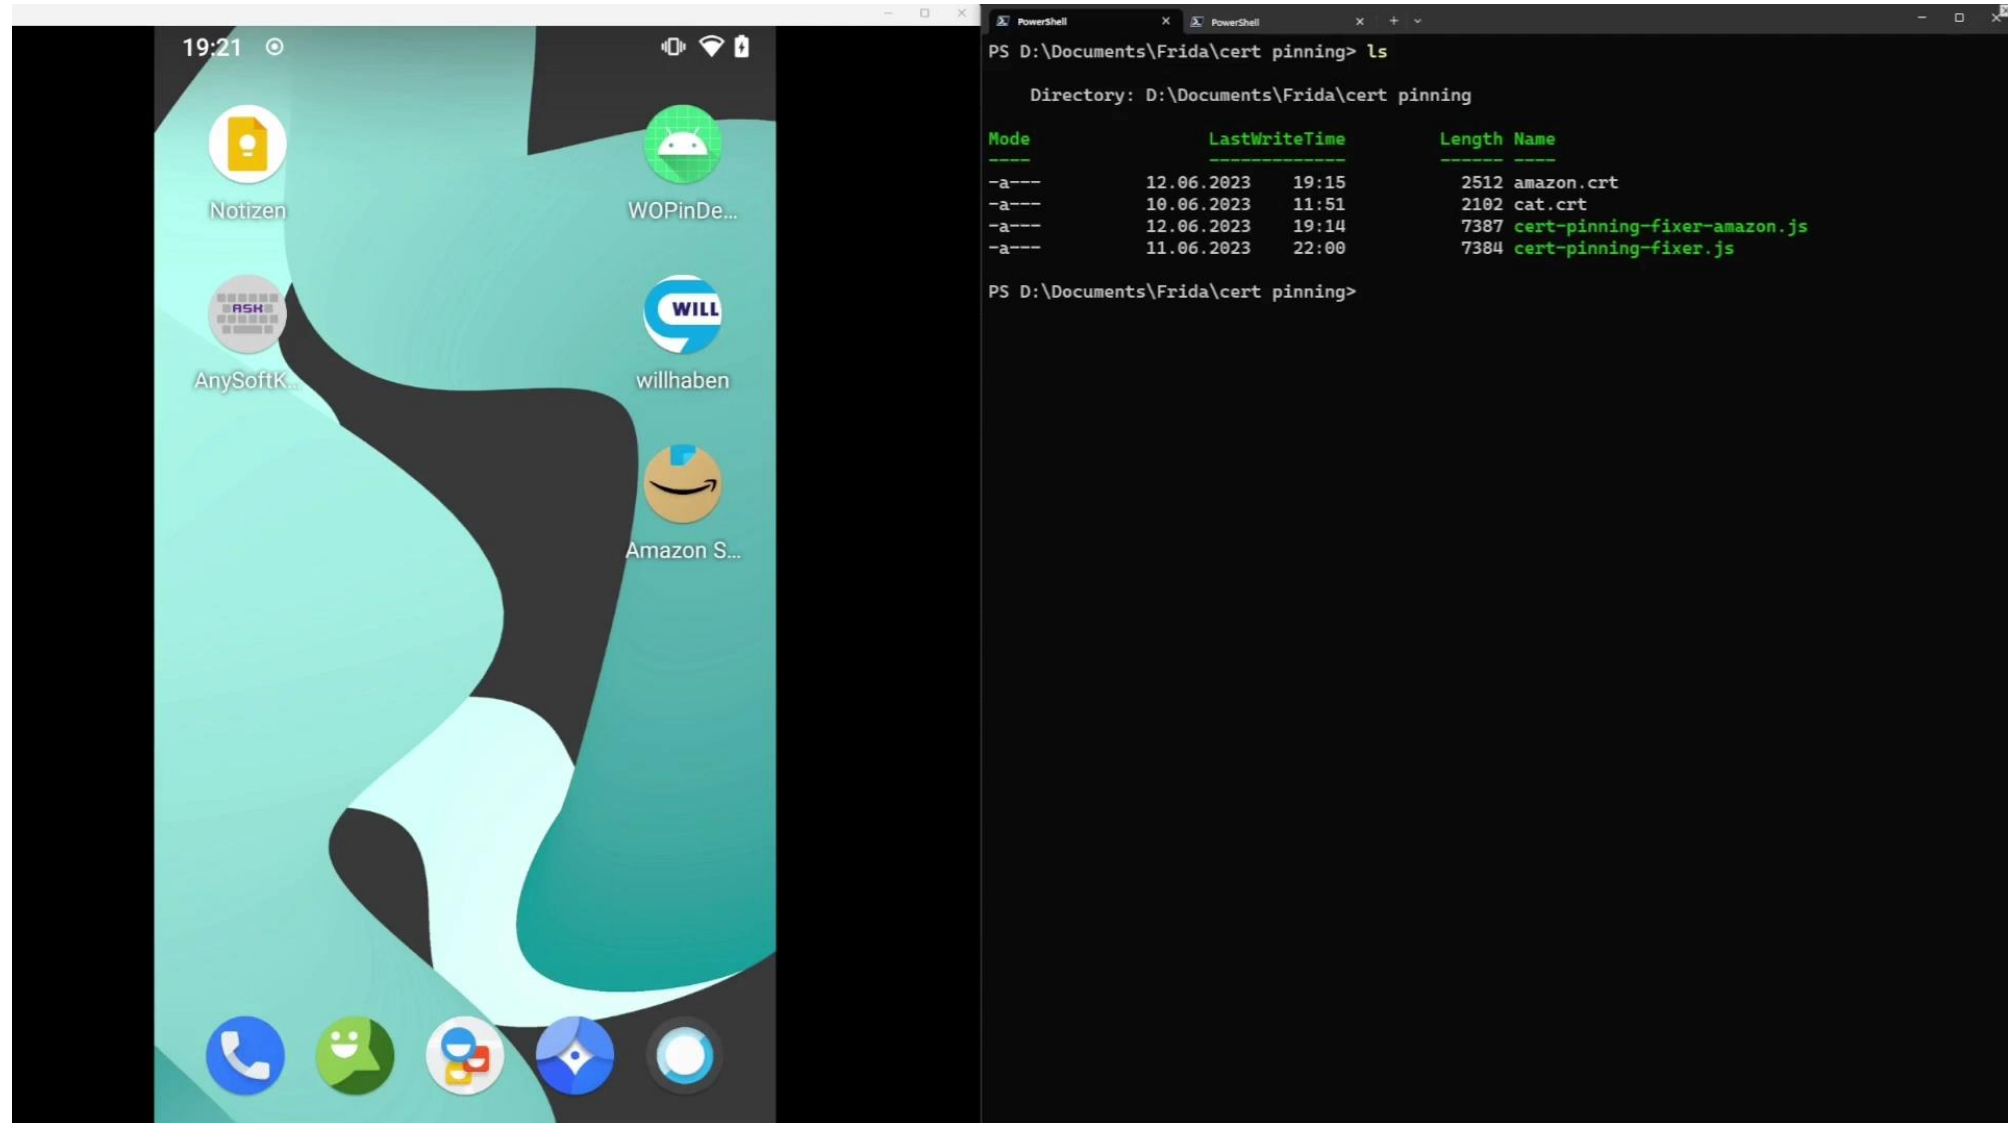 19:21
Notizen
WOPinDe...
ASK
WILL
AnySoftK...
willhaben
Amazon S...
PowerShell
PowerShell
PS D:\Documents\Frida\cert pinning> ls
Directory: D:\Documents\Frida\cert pinning
Mode LastWriteTime Length Name
---- ------------- ------ ----
-a--- 12.06.2023 19:15 2512 amazon.crt
-a--- 10.06.2023 11:51 2102 cat.crt
-a--- 12.06.2023 19:14 7387 cert-pinning-fixer-amazon.js
-a--- 11.06.2023 22:00 7384 cert-pinning-fixer.js
PS D:\Documents\Frida\cert pinning>